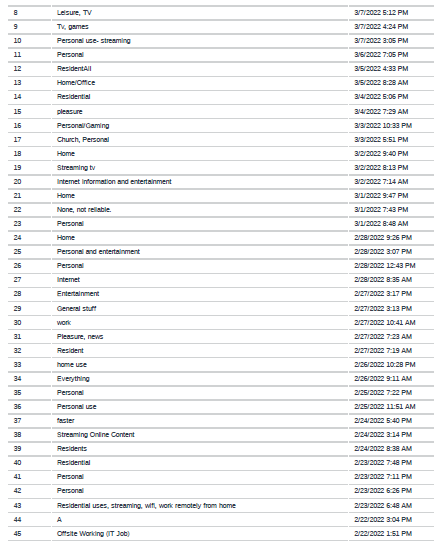 8 Leisure, TV 3/7/2022 5:12 PM
9 Tv, games 3/7/2022 4:24 PM
10 Personal use- streaming 3/7/2022 3:05 PM
11 Personal 3/6/2022 7:05 PM
12 ResidentAll 3/5/2022 4:33 PM
13 Home/Office 3/5/2022 8:28 AM
14 Residential 3/4/2022 5:06 PM
15 pleasure 3/4/2022 7:29 AM
16 Personal/Gaming 3/3/2022 10:33 PM
17 Church, Personal 3/3/2022 5:51 PM
18 Home 3/2/2022 9:40 PM
19 Streaming tv 3/2/2022 8:13 PM
20 Internet information and entertainment 3/2/2022 7:14 AM
21 Home 3/1/2022 9:47 PM
22 None, not reliable. 3/1/2022 7:43 PM
23 Personal 3/1/2022 8:48 AM
24 Home 2/28/2022 9:26 PM
25 Personal and entertainment 2/28/2022 3:07 PM
26 Personal 2/28/2022 12:43 PM
27 Internet 2/28/2022 8:35 AM
28 Entertainment 2/27/2022 3:17 PM
29 General stuff 2/27/2022 3:13 PM
30 work 2/27/2022 10:41 AM
31 Pleasure, news 2/27/2022 7:23 AM
32 Resident 2/27/2022 7:19 AM
33 home use 2/26/2022 10:28 PM
34 Everything 2/26/2022 9:11 AM
35 Personal 2/25/2022 7:22 PM
36 Personal use 2/25/2022 11:51 AM
37 faster 2/24/2022 5:40 PM
38 Streaming Online Content 2/24/2022 3:14 PM
39 Residents 2/24/2022 8:38 AM
40 Residential 2/23/2022 7:48 PM
41 Personal 2/23/2022 7:11 PM
42 Personal 2/23/2022 6:26 PM
43 Residential uses, streaming, wifi, work remotely from home 2/23/2022 6:48 AM
44 A 2/22/2022 3:04 PM
45 Offsite Working (IT Job) 2/22/2022 1:51 PM